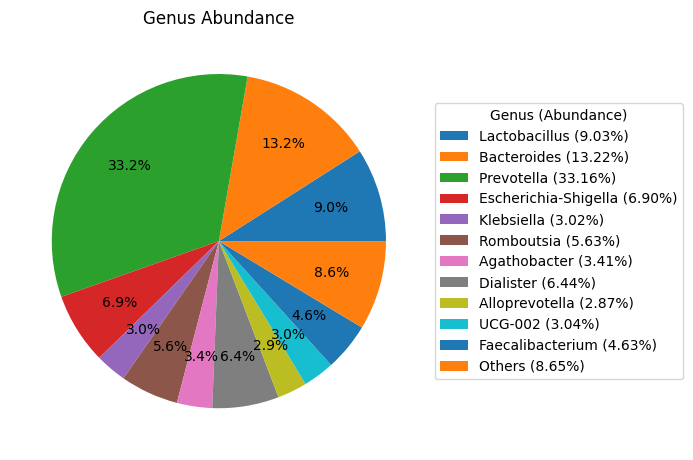 Genus Abundance
13.2%
33.2%
9.0%
8.6%
6.9%
4.6%
3.0%
3.0%
2.9%
5.6%
3.4%
6.4%
Genus (Abundance)
Lactobacillus (9.03%)
Bacteroides (13.22%)
Prevotella (33.16%)
Escherichia-Shigella (6.90%)
Klebsiella (3.02%)
Romboutsia (5.63%)
Agathobacter (3.41%)
Dialister (6.44%)
Alloprevotella (2.87%)
UCG-002 (3.04%)
Faecalibacterium (4.63%)
Others (8.65%)